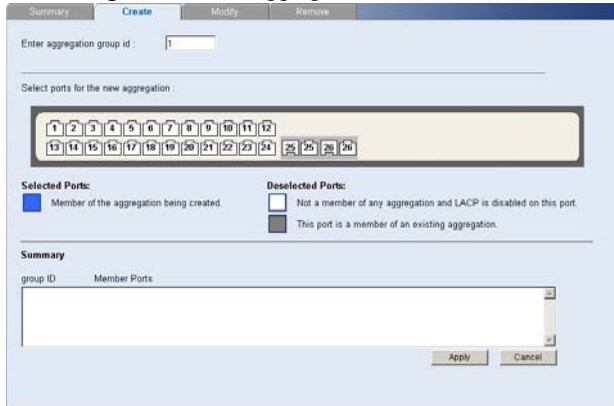 Summary Create Modify Remove
Enter aggregation group id : 1
Select ports for the new aggregation :
1 2 3 4 5 6 7 8 9 10 11 12
13 14 15 16 17 18 19 20 21 22 23 24 25 25 26 26
Selected Ports: Deselected Ports:
Member of the aggregation being created. Not a member of any aggregation and LACP is disabled on this port.
This port is a member of an existing aggregation.
Summary
group ID Member Ports
Apply Cancel